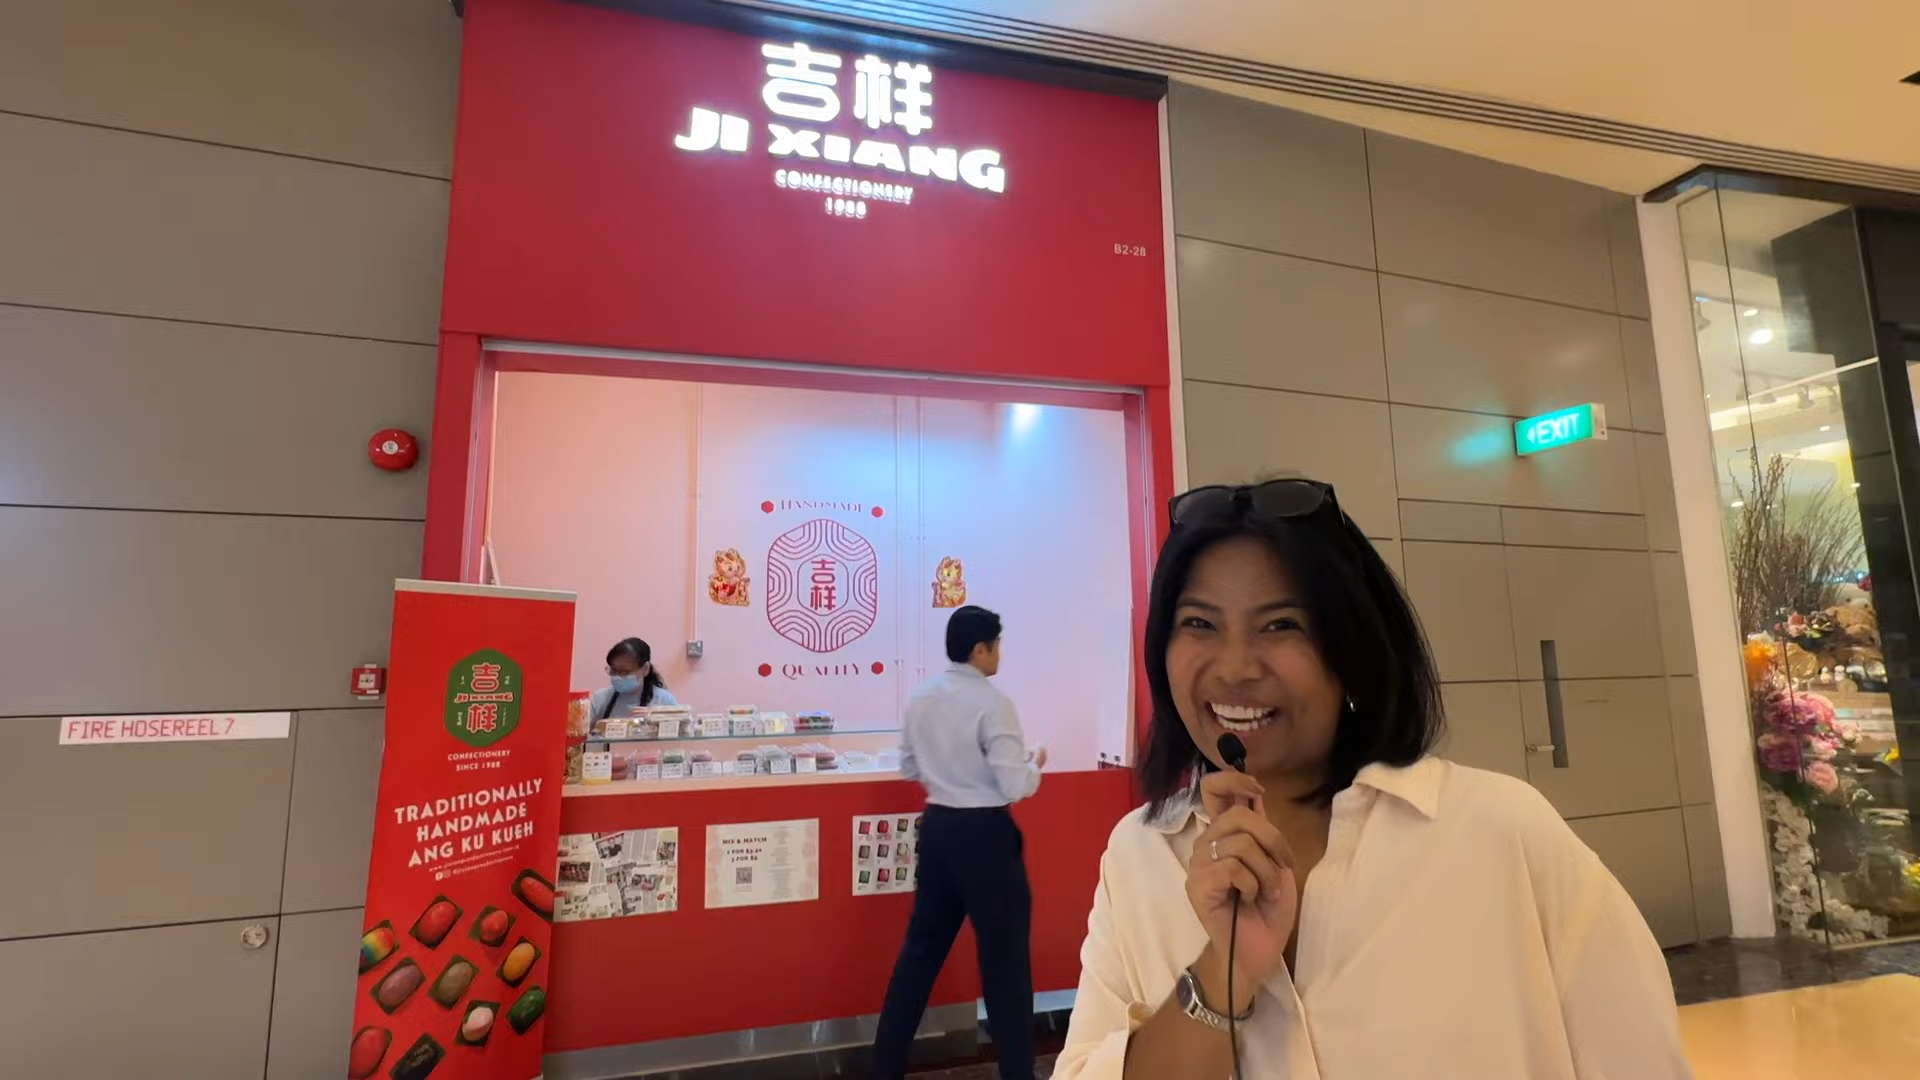 吉祥
JI XIANG
CONFECTIONERY
1988
B2-28
EXIT
HANDMADE
吉
祥
QUALITY
FIRE HOSEREEL 7
吉
JI XIANG
祥
CONFECTIONERY
SINCE 1988
TRADITIONALLY
HANDMADE
ANG KU KUEH
MIX & MATCH